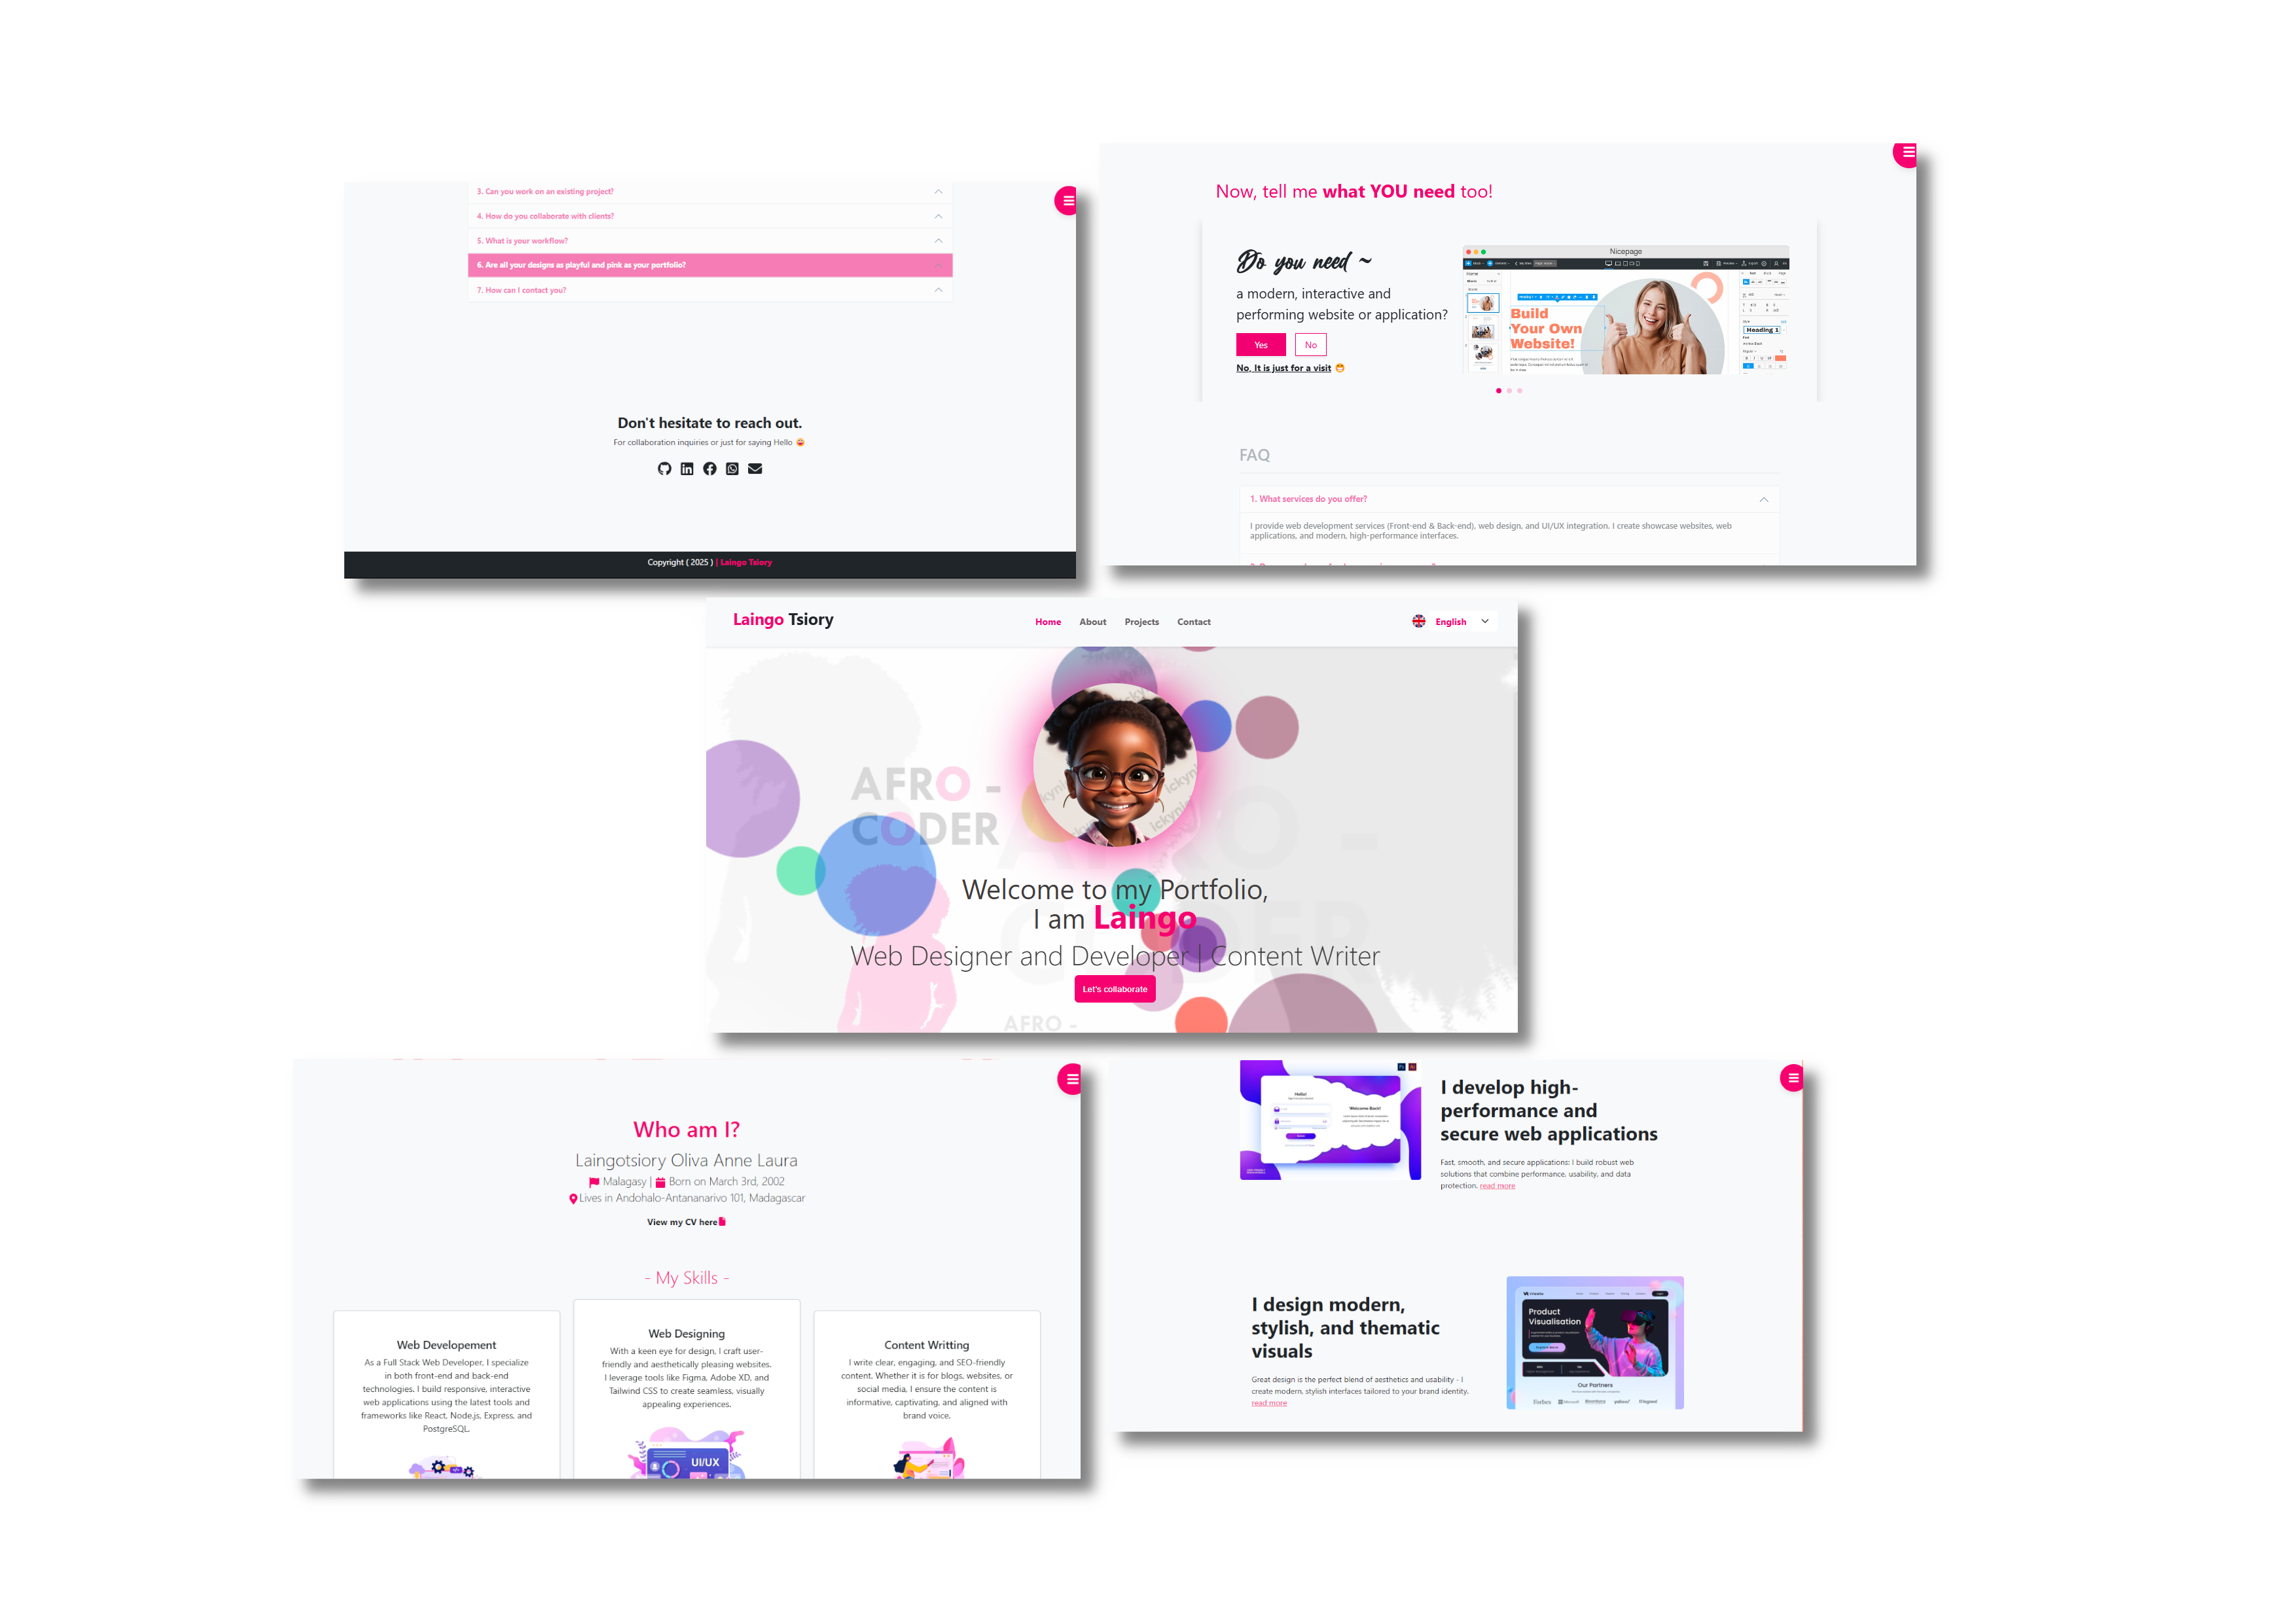 3. Can you work on an existing project?
4. How do you collaborate with clients?
5. What is your workflow?
6. Are all your designs as playful and pink as your portfolio?
7. How can I contact you?
Don't hesitate to reach out.
For collaboration inquiries or just for saying Hello
Copyright ( 2025 ) | Laingo Tsiory
Now, tell me what YOU need too!
Do you need ~
a modern, interactive and
performing website or application?
Yes
No
No, It is just for a visit
Nicepage
Build
Your Own
Website!
Heading 1
FAQ
1. What services do you offer?
I provide web development services (Front-end & Back-end), web design, and UI/UX integration. I create showcase websites, web
applications, and modern, high-performance interfaces.
Laingo Tsiory
Home
About
Projects
Contact
English
AFRO -
CODER
AFRO -
CODER
Welcome to my Portfolio,
I am Laingo
Web Designer and Developer | Content Writer
Let's collaborate
AFRO -
Who am I?
Laingotsiory Oliva Anne Laura
Malagasy | Born on March 3rd, 2002
Lives in Andohalo-Antananarivo 101, Madagascar
View my CV here
- My Skills -
Web Developement
As a Full Stack Web Developer, I specialize
in both front-end and back-end
technologies. I build responsive, interactive
web applications using the latest tools and
frameworks like React, Node.js, Express, and
PostgreSQL.
Web Designing
With a keen eye for design, I craft user-
friendly and aesthetically pleasing websites.
I leverage tools like Figma, Adobe XD, and
Tailwind CSS to create seamless, visually
appealing experiences.
UI/UX
Content Writting
I write clear, engaging, and SEO-friendly
content. Whether it is for blogs, websites, or
social media, I ensure the content is
informative, captivating, and aligned with
brand voice.
Hello!
Welcome Back!
I develop high-
performance and
secure web applications
Fast, smooth, and secure applications: I build robust web
solutions that combine performance, usability, and data
protection. read more
I design modern,
stylish, and thematic
visuals
Great design is the perfect blend of aesthetics and usability - I
create modern, stylish interfaces tailored to your brand identity.
read more
Product
Visualisation
Our Partners
Forbes
Microsoft
yahoo!